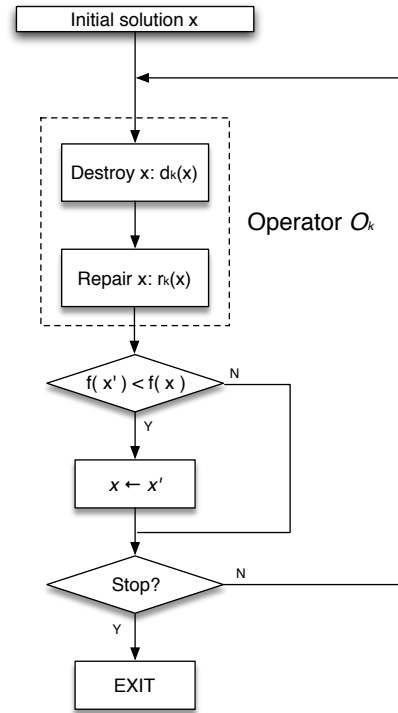 Initial solution x
Destroy x: dₖ(x)
Operator Oₖ
Repair x: rₖ(x)
f( x' ) < f( x )
N
Y
x ← x'
Stop?
N
Y
EXIT